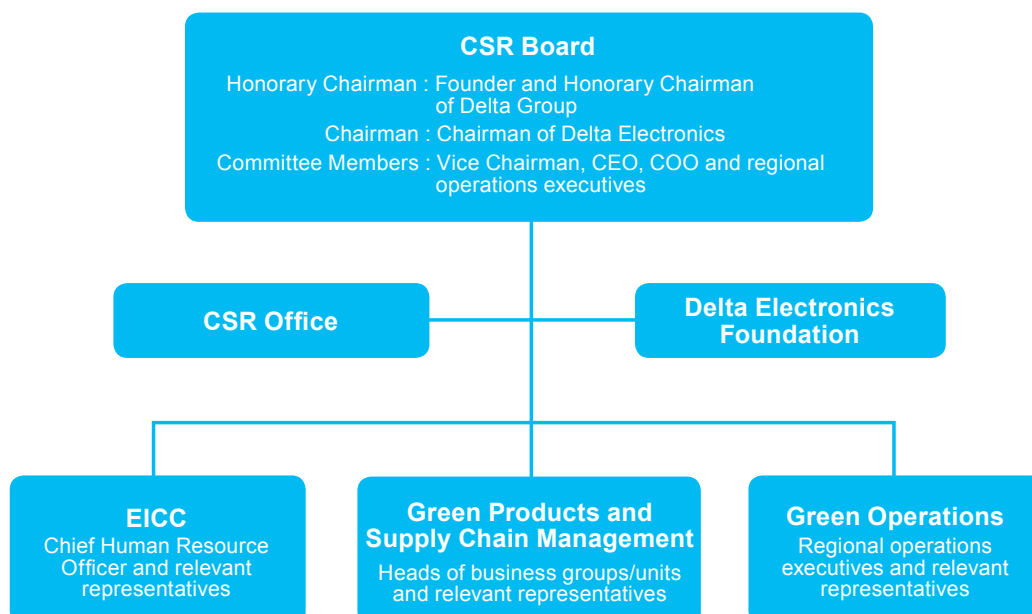 CSR Board
Honorary Chairman : Founder and Honorary Chairman
of Delta Group
Chairman : Chairman of Delta Electronics
Committee Members : Vice Chairman, CEO, COO and regional
operations executives
CSR Office
Delta Electronics
Foundation
EICC
Chief Human Resource
Officer and relevant
representatives
Green Products and
Supply Chain Management
Heads of business groups/units
and relevant representatives
Green Operations
Regional operations
executives and relevant
representatives